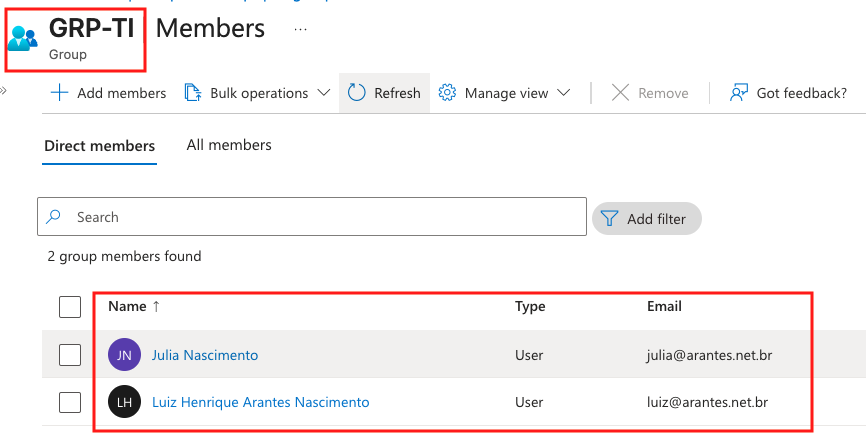 GRP-TI | Members ...
Group
Add members Bulk operations Refresh Manage view Remove Got feedback?
Direct members All members
Search Add filter
2 group members found
Name ↑ Type Email
JN Julia Nascimento User julia@arantes.net.br
LH Luiz Henrique Arantes Nascimento User luiz@arantes.net.br